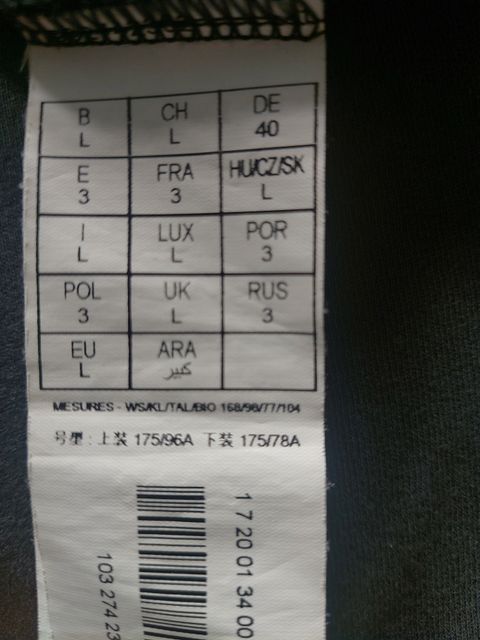 B CH DE
L L 40
E FRA HU/CZ/SK
3 3 L
I LUX POR
L L 3
POL UK RUS
3 L 3
EU ARA
L كبير
MESURES - WS/KL/TAL/BIO 168/98/77/104
号型 : 上装 175/96A 下装 175/78A
1 7 20 01 34 00
103 274 23